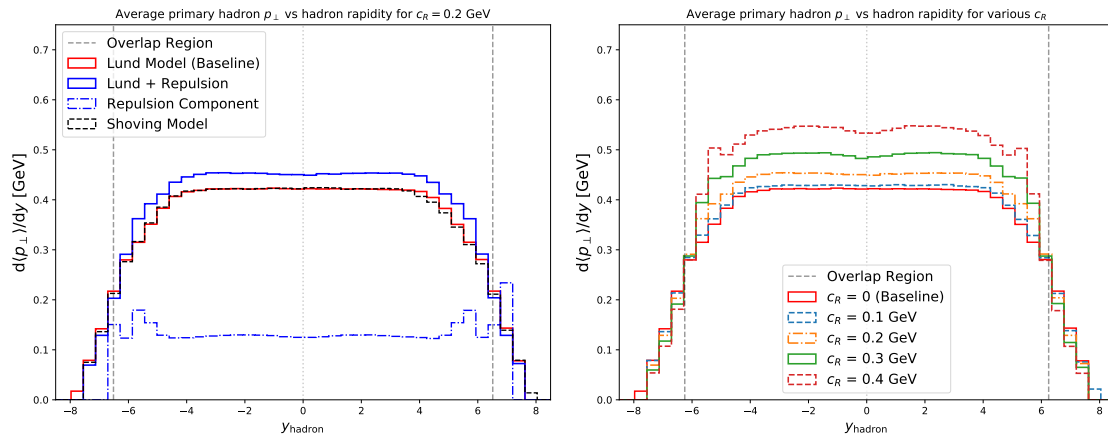 Average primary hadron p⊥ vs hadron rapidity for c_R = 0.2 GeV
d⟨p⊥⟩/dy [GeV]
0.7
0.6
0.5
0.4
0.3
0.2
0.1
0.0
Overlap Region
Lund Model (Baseline)
Lund + Repulsion
Repulsion Component
Shoving Model
−8 −6 −4 −2 0 2 4 6 8
y_hadron
Average primary hadron p⊥ vs hadron rapidity for various c_R
d⟨p⊥⟩/dy [GeV]
0.7
0.6
0.5
0.4
0.3
0.2
0.1
0.0
Overlap Region
c_R = 0 (Baseline)
c_R = 0.1 GeV
c_R = 0.2 GeV
c_R = 0.3 GeV
c_R = 0.4 GeV
−8 −6 −4 −2 0 2 4 6 8
y_hadron